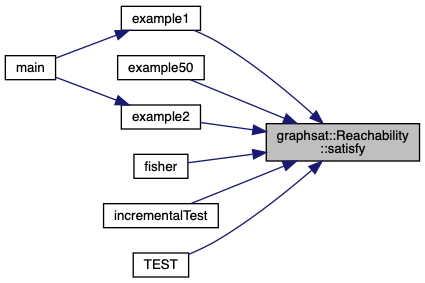 example1
example50
main
example2
graphsat::Reachability
::satisfy
fisher
incrementalTest
TEST